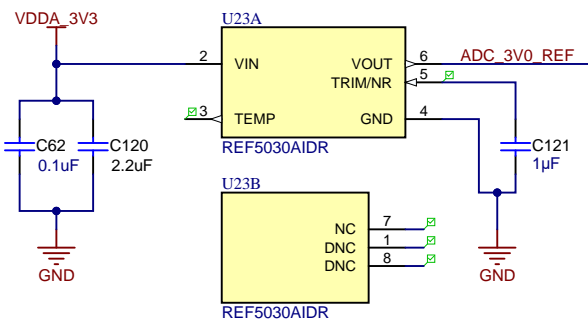 VDDA_3V3
U23A
2 VIN VOUT 6 ADC_3V0_REF
TRIM/NR 5
3 TEMP GND 4
REF5030AIDR
C62
0.1uF
C120
2.2uF
C121
1µF
U23B
NC 7
DNC 1
DNC 8
REF5030AIDR
GND
GND